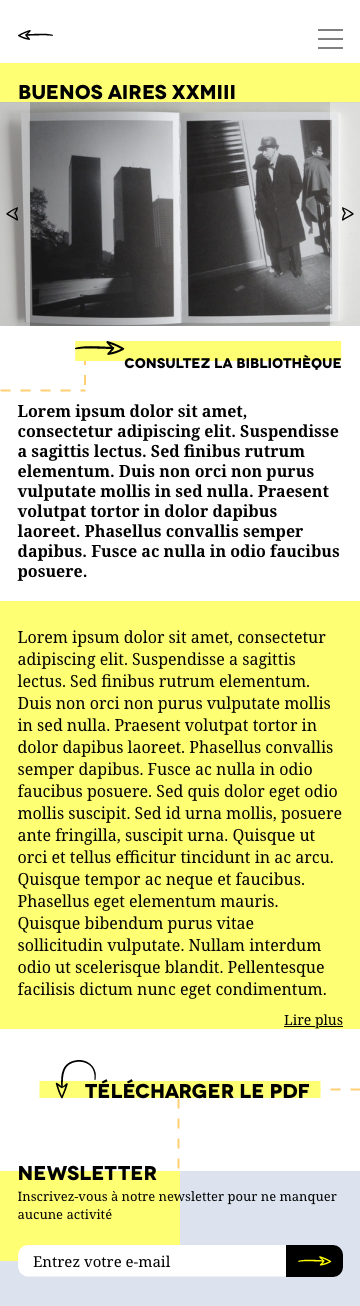 BUENOS AIRES XXMIII
CONSULTEZ LA BIBLIOTHÈQUE
Lorem ipsum dolor sit amet,
consectetur adipiscing elit. Suspendisse
a sagittis lectus. Sed finibus rutrum
elementum. Duis non orci non purus
vulputate mollis in sed nulla. Praesent
volutpat tortor in dolor dapibus
laoreet. Phasellus convallis semper
dapibus. Fusce ac nulla in odio faucibus
posuere.
Lorem ipsum dolor sit amet, consectetur
adipiscing elit. Suspendisse a sagittis
lectus. Sed finibus rutrum elementum.
Duis non orci non purus vulputate mollis
in sed nulla. Praesent volutpat tortor in
dolor dapibus laoreet. Phasellus convallis
semper dapibus. Fusce ac nulla in odio
faucibus posuere. Sed quis dolor eget odio
mollis suscipit. Sed id urna mollis, posuere
ante fringilla, suscipit urna. Quisque ut
orci et tellus efficitur tincidunt in ac arcu.
Quisque tempor ac neque et faucibus.
Phasellus eget elementum mauris.
Quisque bibendum purus vitae
sollicitudin vulputate. Nullam interdum
odio ut scelerisque blandit. Pellentesque
facilisis dictum nunc eget condimentum.
Lire plus
TÉLÉCHARGER LE PDF
NEWSLETTER
Inscrivez-vous à notre newsletter pour ne manquer
aucune activité
Entrez votre e-mail